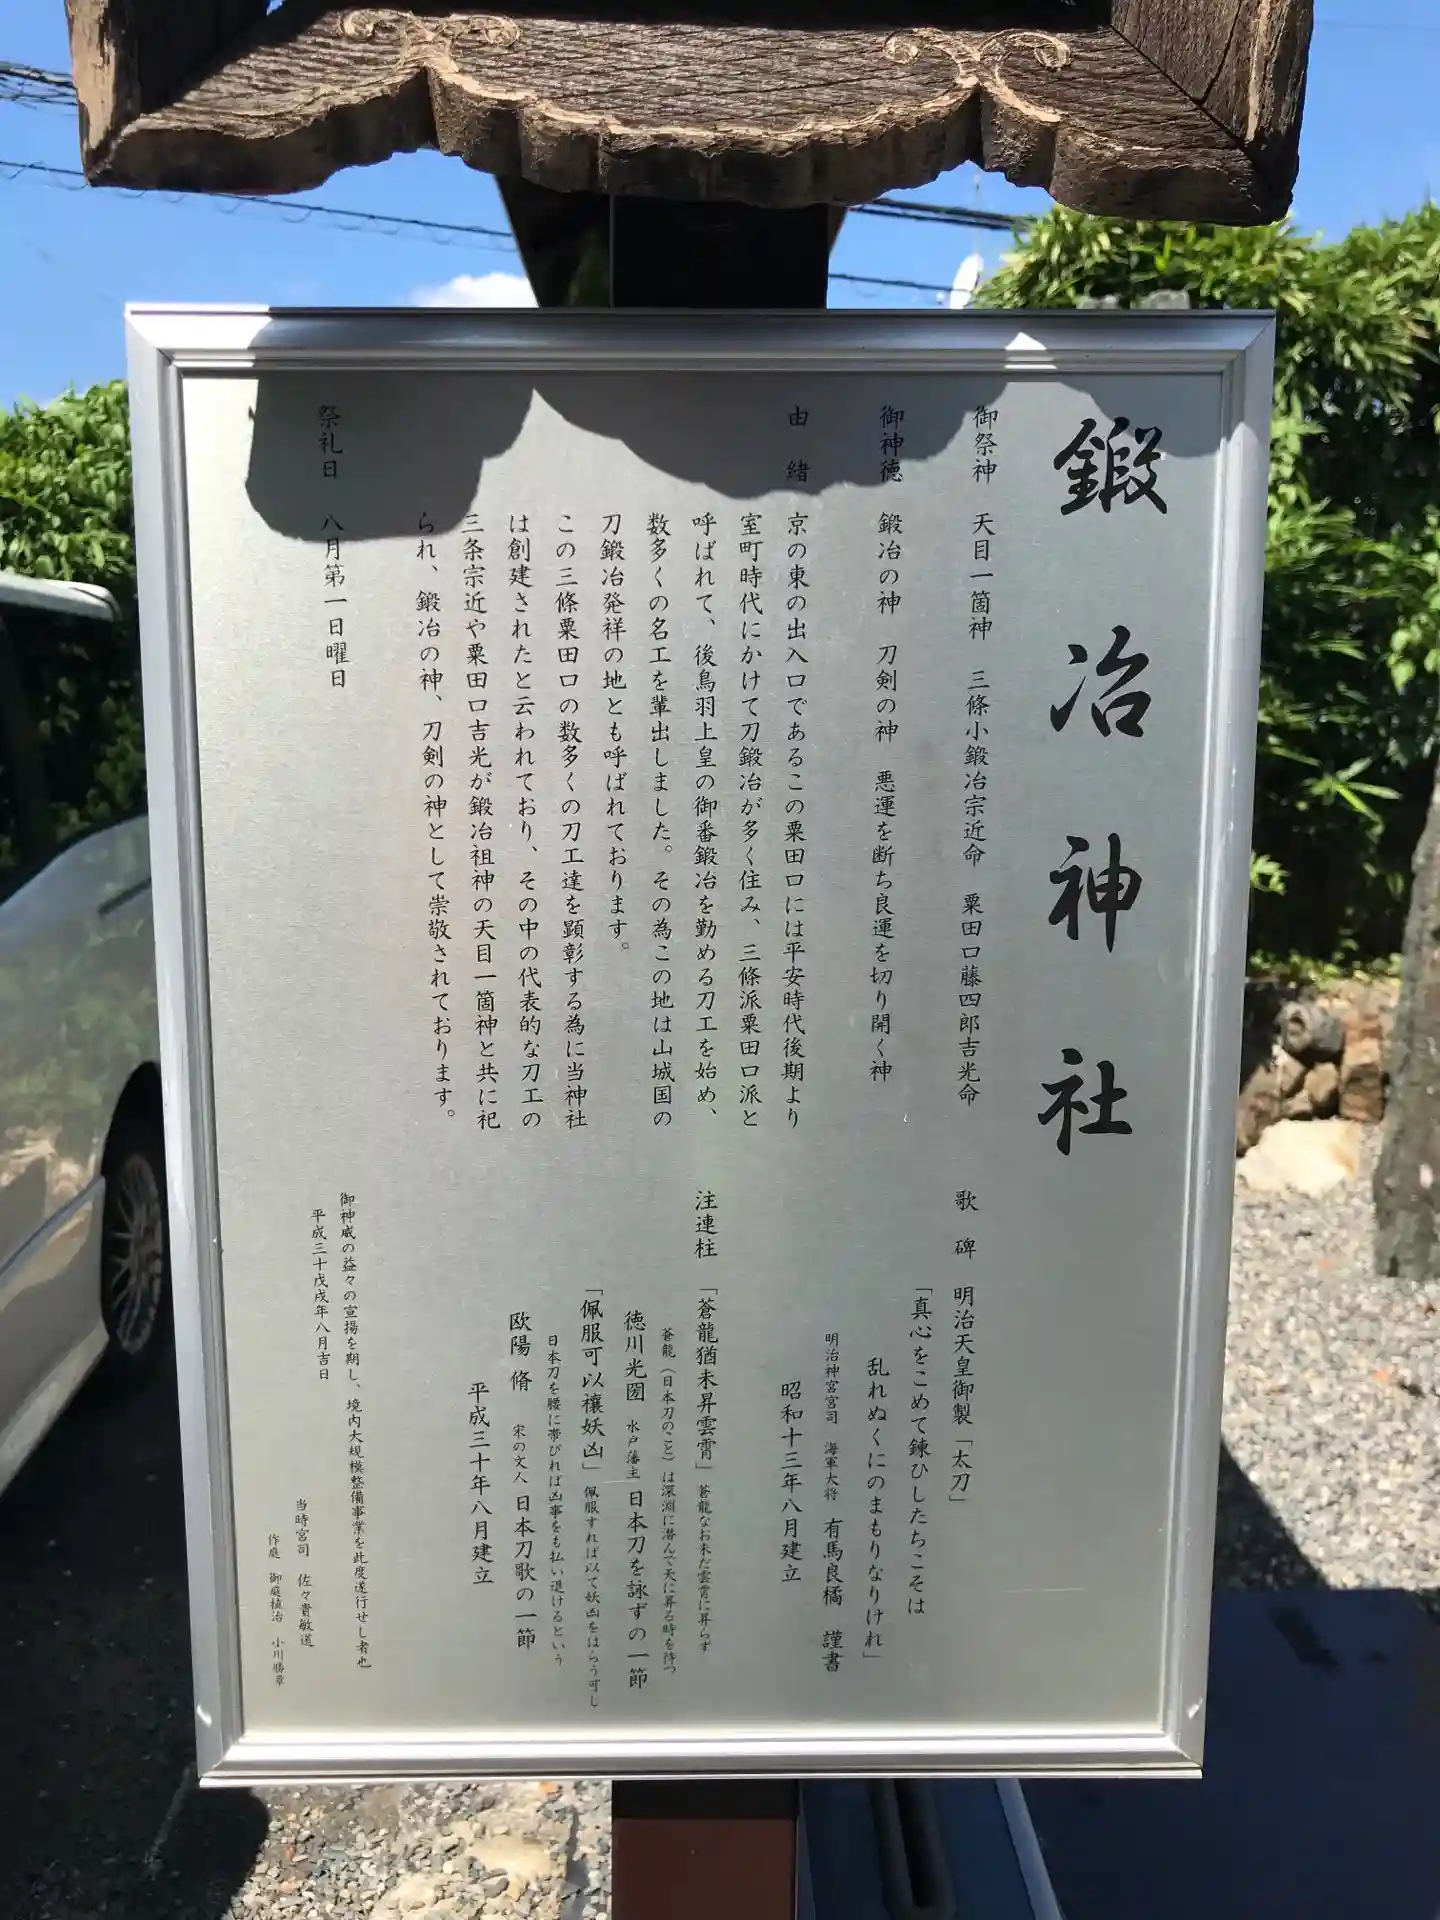 鍛冶神社
御祭神　天目一箇神　三條小鍛冶宗近命　粟田口藤四郎吉光命
御神徳　鍛冶の神　刀剣の神　悪運を断ち良運を切り開く神
由　緒　京の東の出入口であるこの粟田口には平安時代後期より
室町時代にかけて刀鍛冶が多く住み、三條派粟田口派と
呼ばれて、後鳥羽上皇の御番鍛冶を勤める刀工を始め、
数多くの名工を輩出しました。その為この地は山城国の
刀鍛冶発祥の地とも呼ばれております。
この三條粟田口の数多くの刀工達を顕彰する為に当神社
は創建されたと云われており、その中の代表的な刀工の
三条宗近や粟田口吉光が鍛冶祖神の天目一箇神と共に祀
られ、鍛冶の神、刀剣の神として崇敬されております。
祭礼日　八月第一日曜日
歌　碑　明治天皇御製「太刀」
「真心をこめて錬ひしたちこそは
乱れぬくにのまもりなりけれ」
明治神宮宮司　海軍大将　有馬良橘　謹書
昭和十三年八月建立
注連柱　「蒼龍猶未昇雲霄」　蒼龍なお未だ雲霄に昇らず
蒼龍（日本刀のこと）は深淵に潜んで天に昇る時を待つ
徳川光圀　水戸藩主　日本刀を詠ずの一節
「佩服可以禳妖凶」　佩服すれば以て妖凶をはらう可し
日本刀を腰に帯びれば凶事をも払い退けるという
欧陽　脩　宋の文人　日本刀歌の一節
平成三十年八月建立
御神威の益々の宣揚を期し、境内大規模整備事業を此度遂行せし者也
平成三十戊戌年八月吉日
当時宮司　佐々貴敏道
作庭　御庭植治　小川勝章